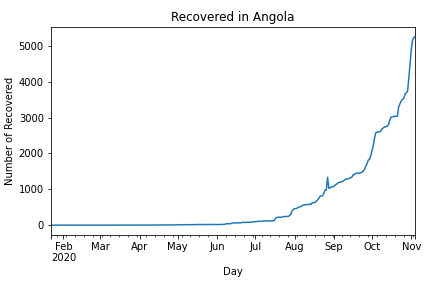 Recovered in Angola
Number of Recovered
5000
4000
3000
2000
1000
0
Feb Mar Apr May Jun Jul Aug Sep Oct Nov
2020
Day